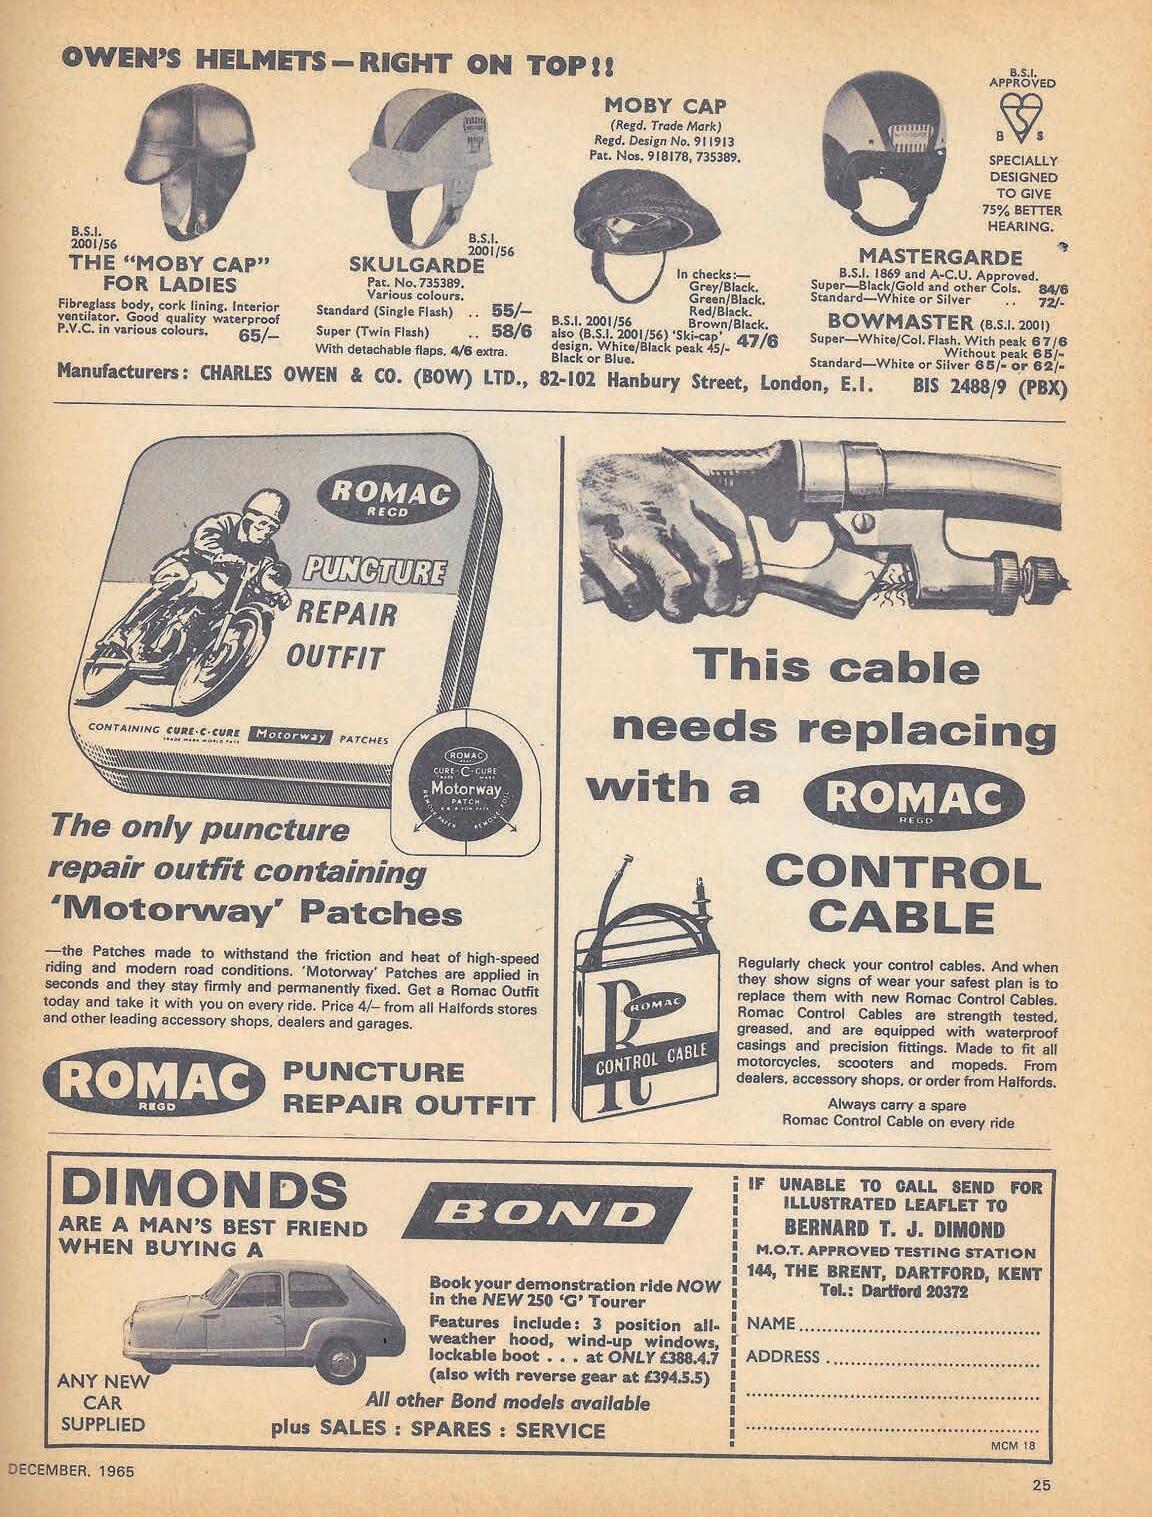 OWEN'S HELMETS—RIGHT ON TOP!!
B.S.I.
2001/56
THE "MOBY CAP"
FOR LADIES
Fibreglass body, cork lining. Interior
ventilator. Good quality waterproof
P.V.C. in various colours. 65/—
B.S.I.
2001/56
SKULGARDE
Pat. No. 735389.
Various colours.
Standard (Single Flash) .. 55/—
Super (Twin Flash) — 58/6
With detachable flaps, 4/6 extra.
MOBY CAP
(Regd. Trade Mark)
Regd. Design No. 911913
Pat. Nos. 918178, 735389.
In checks:—
Grey/Black.
Green/Black.
Red/Black.
Brown/Black.
B.S.I. 2001/56
also (B.S.I. 2001/56) 'Ski-cap' 47/6
design. White/Black peak 45/-
Black or Blue.
B.S.I.
APPROVED
B S
SPECIALLY
DESIGNED
TO GIVE
75% BETTER
HEARING.
MASTERGARDE
B.S.I. 1869 and A-C.U. Approved.
Super—Black/Gold and other Cols. 84/6
Standard—White or Silver .. 72/-
BOWMASTER (B.S.I. 2001)
Super—White/Col. Flash. With peak 67/6
Without peak 65/-
Standard—White or Silver 65/- or 62/-
Manufacturers: CHARLES OWEN & CO. (BOW) LTD., 82-102 Hanbury Street, London, E.I. BIS 2488/9 (PBX)
ROMAC
REGD
PUNCTURE
REPAIR
OUTFIT
CONTAINING CURE-C-CURE Motorway PATCHES
ROMAC
CURE-C-CURE
TRADE MARK
Motorway
PATCH
REMOVE PAPER REMOVE FOIL
The only puncture
repair outfit containing
'Motorway' Patches
—the Patches made to withstand the friction and heat of high-speed
riding and modern road conditions. 'Motorway' Patches are applied in
seconds and they stay firmly and permanently fixed. Get a Romac Outfit
today and take it with you on every ride. Price 4/— from all Halfords stores
and other leading accessory shops, dealers and garages.
ROMAC
REGD
PUNCTURE
REPAIR OUTFIT
This cable
needs replacing
with a ROMAC
REGD
CONTROL
CABLE
R
ROMAC
CONTROL CABLE
Regularly check your control cables. And when
they show signs of wear your safest plan is to
replace them with new Romac Control Cables.
Romac Control Cables are strength tested,
greased, and are equipped with waterproof
casings and precision fittings. Made to fit all
motorcycles, scooters and mopeds. From
dealers, accessory shops, or order from Halfords.
Always carry a spare
Romac Control Cable on every ride
DIMONDS
ARE A MAN'S BEST FRIEND
WHEN BUYING A
BOND
Book your demonstration ride NOW
in the NEW 250 'G' Tourer
Features include: 3 position all-
weather hood, wind-up windows,
lockable boot . . . at ONLY £388.4.7
(also with reverse gear at £394.5.5)
ANY NEW
CAR
SUPPLIED
All other Bond models available
plus SALES : SPARES : SERVICE
IF UNABLE TO CALL SEND FOR
ILLUSTRATED LEAFLET TO
BERNARD T. J. DIMOND
M.O.T. APPROVED TESTING STATION
144, THE BRENT, DARTFORD, KENT
Tel.: Dartford 20372
NAME
ADDRESS
MCM 18
DECEMBER, 1965
25